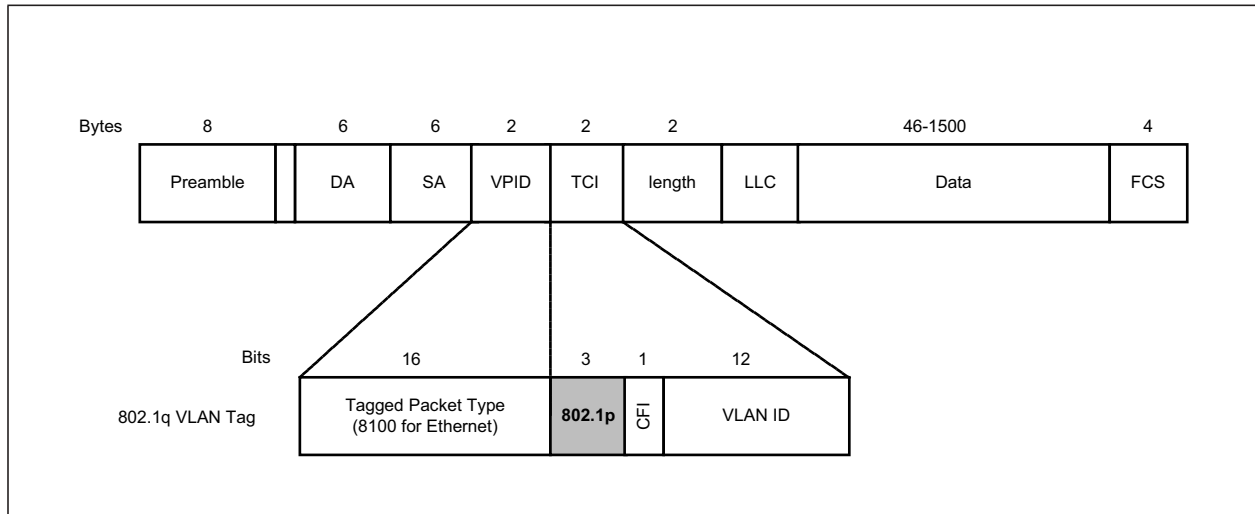 Bytes 8 6 6 2 2 2 46-1500 4
Preamble DA SA VPID TCI length LLC Data FCS
Bits 16 3 1 12
802.1q VLAN Tag
Tagged Packet Type
(8100 for Ethernet)
802.1p
CFI
VLAN ID